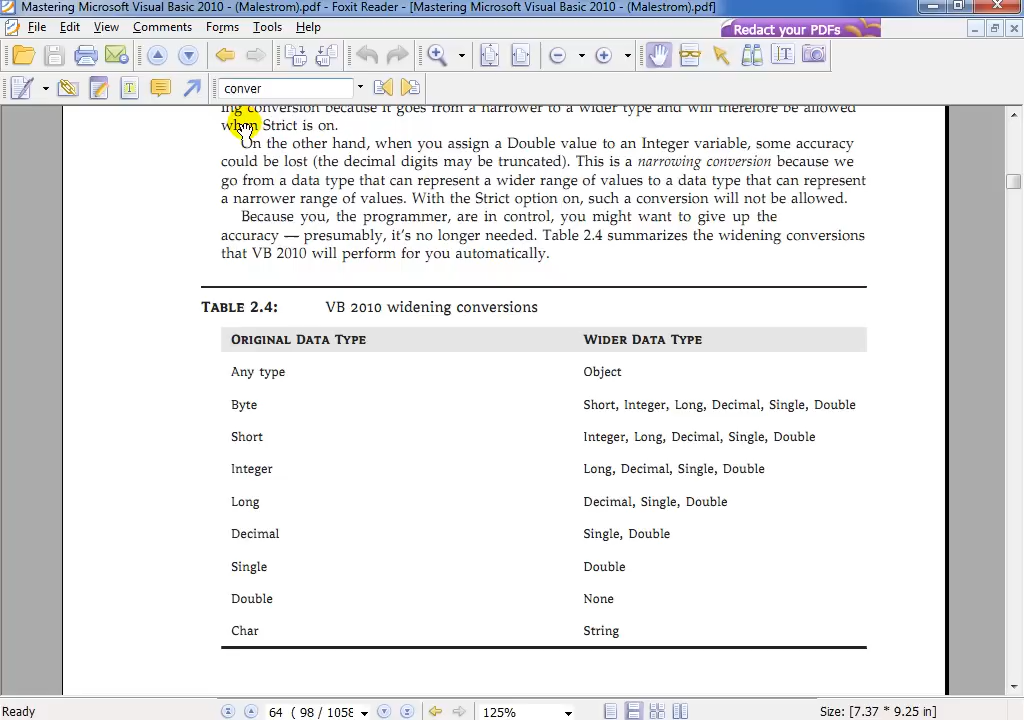 Mastering Microsoft Visual Basic 2010 - (Malestrom).pdf - Foxit Reader - [Mastering Microsoft Visual Basic 2010 - (Malestrom).pdf]
File Edit View Comments Forms Tools Help
Redact your PDFs
conver
ing conversion because it goes from a narrower to a wider type and will therefore be allowed
when Strict is on.
On the other hand, when you assign a Double value to an Integer variable, some accuracy
could be lost (the decimal digits may be truncated). This is a narrowing conversion because we
go from a data type that can represent a wider range of values to a data type that can represent
a narrower range of values. With the Strict option on, such a conversion will not be allowed.
Because you, the programmer, are in control, you might want to give up the
accuracy — presumably, it's no longer needed. Table 2.4 summarizes the widening conversions
that VB 2010 will perform for you automatically.
TABLE 2.4: VB 2010 widening conversions
ORIGINAL DATA TYPE WIDER DATA TYPE
Any type Object
Byte Short, Integer, Long, Decimal, Single, Double
Short Integer, Long, Decimal, Single, Double
Integer Long, Decimal, Single, Double
Long Decimal, Single, Double
Decimal Single, Double
Single Double
Double None
Char String
Ready 64 ( 98 / 1058 125% Size: [7.37 * 9.25 in]